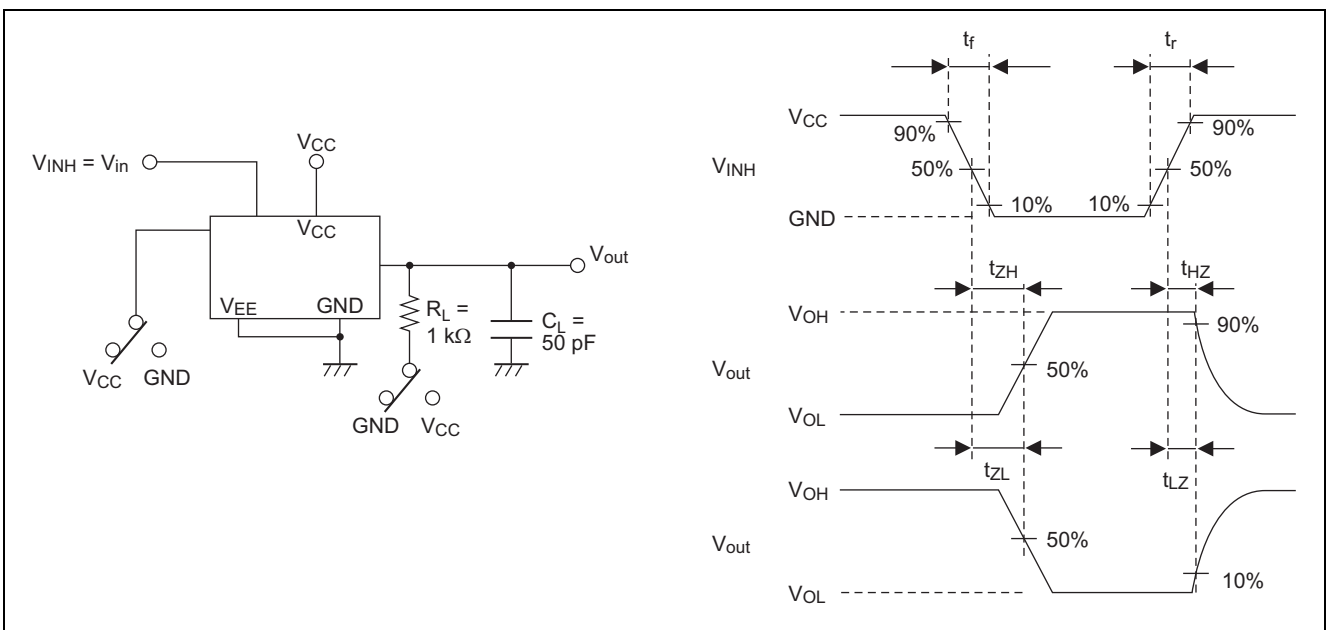 V_INH = V_in
V_CC
V_CC
V_EE
GND
V_CC GND
R_L =
1 kΩ
GND V_CC
C_L =
50 pF
V_out
t_f
t_r
V_CC
90%
90%
V_INH
50%
50%
10%
10%
GND
t_ZH
t_HZ
V_OH
90%
V_out
50%
V_OL
t_ZL
t_LZ
V_OH
V_out
50%
10%
V_OL